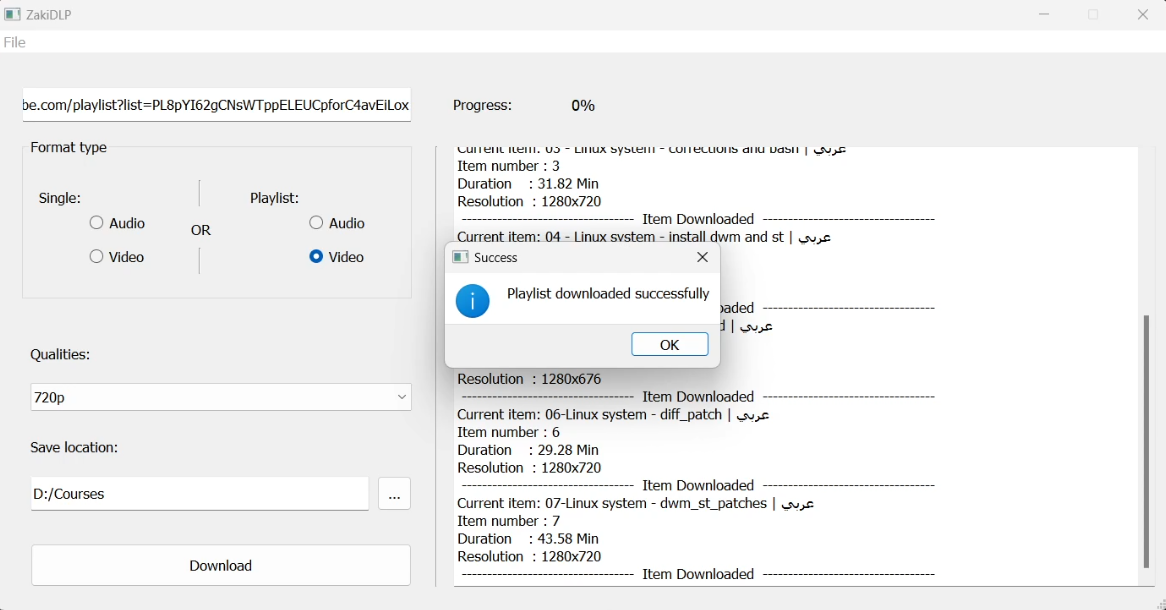 ZakiDLP
File
be.com/playlist?list=PL8pYI62gCNsWTppELEUCpforC4avEiLox
Progress: 0%
Format type
Single:
Audio
Video
OR
Playlist:
Audio
Video
Qualities:
720p
Save location:
D:/Courses
...
Download
Current item: 03 - Linux system - corrections and bash | عربي
Item number : 3
Duration : 31.82 Min
Resolution : 1280x720
---------------------------------- Item Downloaded ----------------------------------
Current item: 04 - Linux system - install dwm and st | عربي
Success
Playlist downloaded successfully
OK
----------------------------------
| عربي
Resolution : 1280x676
---------------------------------- Item Downloaded ----------------------------------
Current item: 06-Linux system - diff_patch | عربي
Item number : 6
Duration : 29.28 Min
Resolution : 1280x720
---------------------------------- Item Downloaded ----------------------------------
Current item: 07-Linux system - dwm_st_patches | عربي
Item number : 7
Duration : 43.58 Min
Resolution : 1280x720
---------------------------------- Item Downloaded ----------------------------------